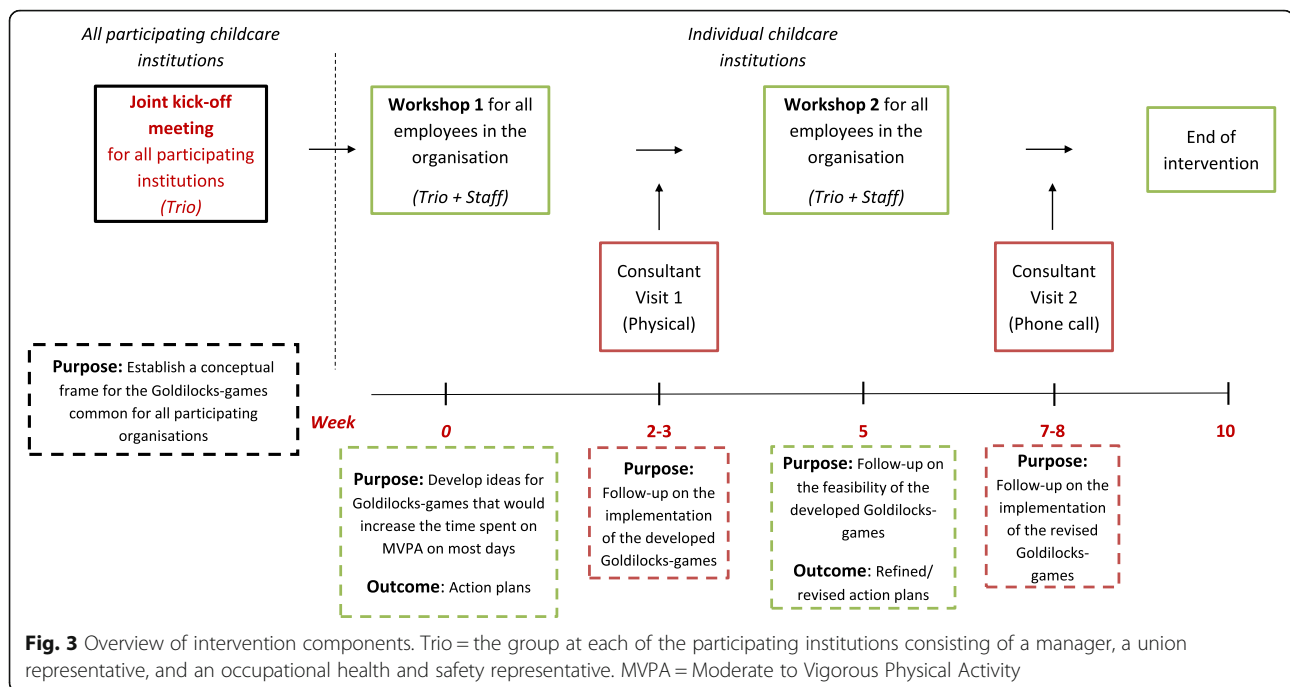 All participating childcare
institutions
Individual childcare
institutions
Joint kick-off
meeting
for all participating
institutions
(Trio)
Workshop 1 for all
employees in the
organisation
(Trio + Staff)
Workshop 2 for all
employees in the
organisation
(Trio + Staff)
End of
intervention
Consultant
Visit 1
(Physical)
Consultant
Visit 2
(Phone call)
Purpose: Establish a conceptual
frame for the Goldilocks-games
common for all participating
organisations
Week
0
2-3
5
7-8
10
Purpose: Develop ideas for
Goldilocks-games that would
increase the time spent on
MVPA on most days
Outcome: Action plans
Purpose:
Follow-up on the
implementation
of the developed
Goldilocks-games
Purpose: Follow-up on
the feasibility of the
developed Goldilocks-
games
Outcome: Refined/
revised action plans
Purpose:
Follow-up on the
implementation
of the revised
Goldilocks-
games
Fig. 3 Overview of intervention components. Trio = the group at each of the participating institutions consisting of a manager, a union
representative, and an occupational health and safety representative. MVPA = Moderate to Vigorous Physical Activity